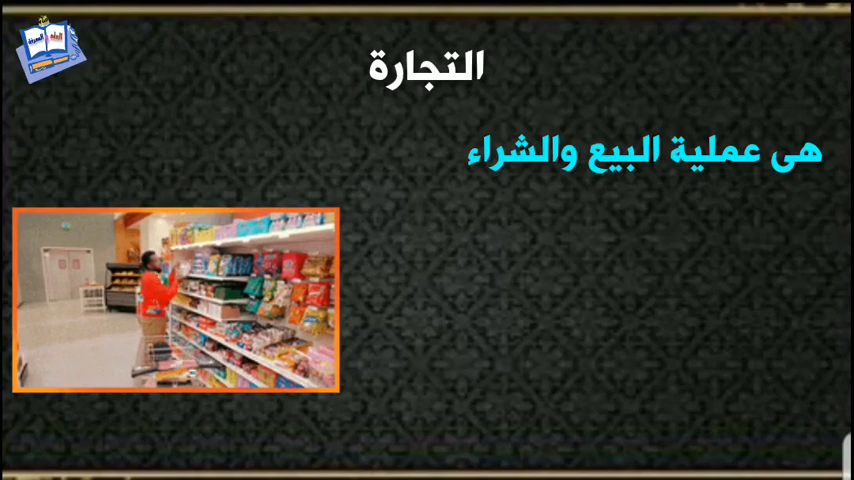 التجارة
هى عملية البيع والشراء